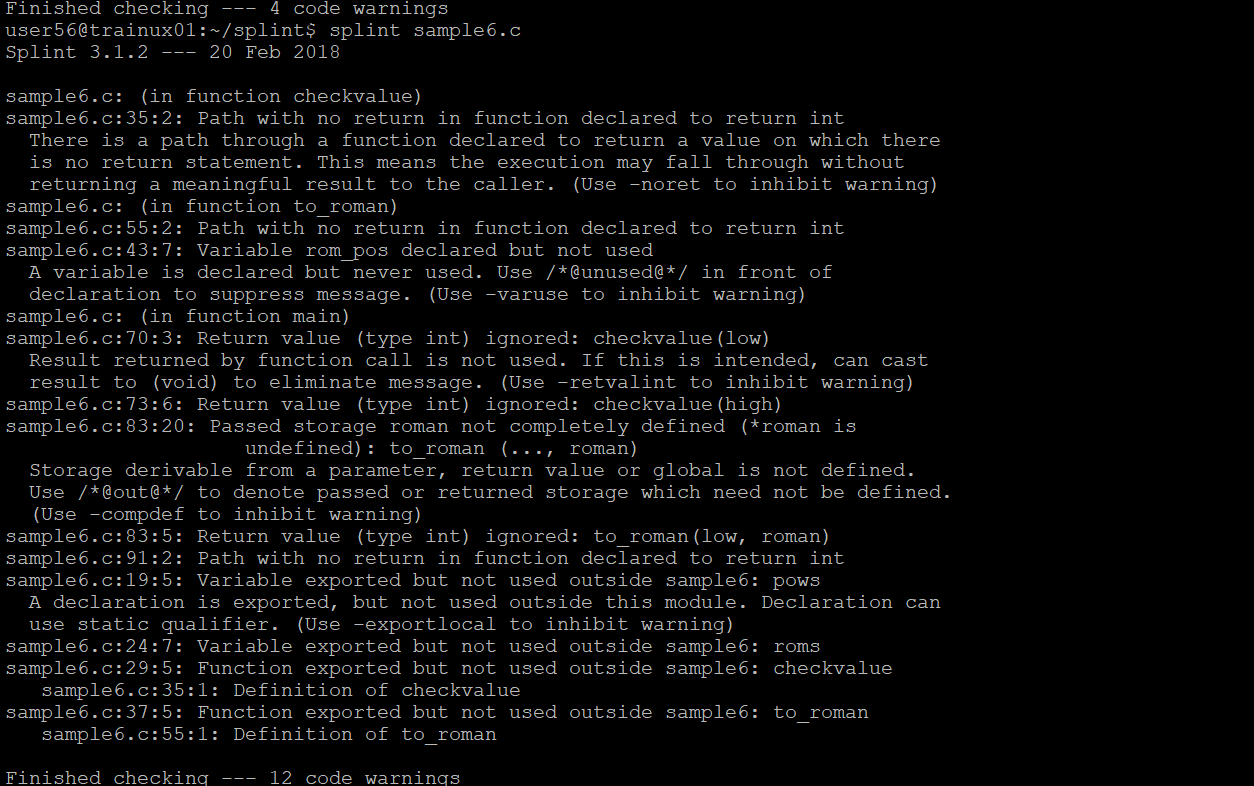 Finished checking --- 4 code warnings
user56@trainux01:~/splint$ splint sample6.c
Splint 3.1.2 --- 20 Feb 2018
sample6.c: (in function checkvalue)
sample6.c:35:2: Path with no return in function declared to return int
  There is a path through a function declared to return a value on which there
  is no return statement. This means the execution may fall through without
  returning a meaningful result to the caller. (Use -noret to inhibit warning)
sample6.c: (in function to_roman)
sample6.c:55:2: Path with no return in function declared to return int
sample6.c:43:7: Variable rom_pos declared but not used
  A variable is declared but never used. Use /*@unused@*/ in front of
  declaration to suppress message. (Use -varuse to inhibit warning)
sample6.c: (in function main)
sample6.c:70:3: Return value (type int) ignored: checkvalue(low)
  Result returned by function call is not used. If this is intended, can cast
  result to (void) to eliminate message. (Use -retvalint to inhibit warning)
sample6.c:73:6: Return value (type int) ignored: checkvalue(high)
sample6.c:83:20: Passed storage roman not completely defined (*roman is
                    undefined): to_roman (..., roman)
  Storage derivable from a parameter, return value or global is not defined.
  Use /*@out@*/ to denote passed or returned storage which need not be defined.
  (Use -compdef to inhibit warning)
sample6.c:83:5: Return value (type int) ignored: to_roman(low, roman)
sample6.c:91:2: Path with no return in function declared to return int
sample6.c:19:5: Variable exported but not used outside sample6: pows
  A declaration is exported, but not used outside this module. Declaration can
  use static qualifier. (Use -exportlocal to inhibit warning)
sample6.c:24:7: Variable exported but not used outside sample6: roms
sample6.c:29:5: Function exported but not used outside sample6: checkvalue
   sample6.c:35:1: Definition of checkvalue
sample6.c:37:5: Function exported but not used outside sample6: to_roman
   sample6.c:55:1: Definition of to_roman
Finished checking --- 12 code warnings